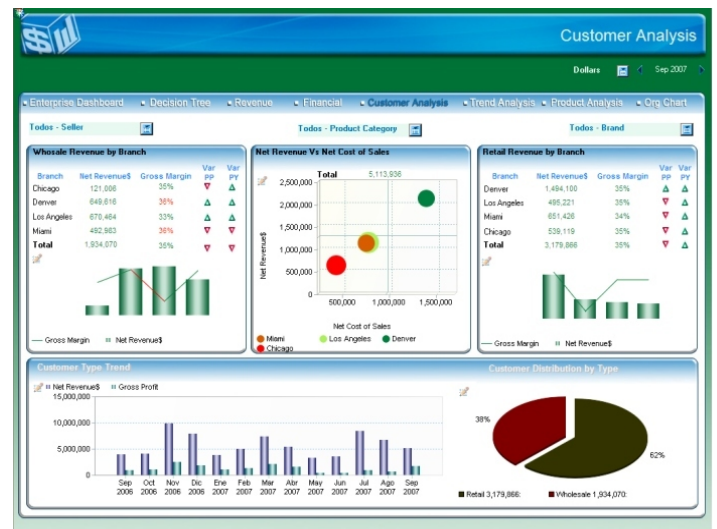 Customer Analysis
Dollars Sep 2007
Enterprise Dashboard Decision Tree Revenue Financial Customer Analysis Trend Analysis Product Analysis Org Chart
Todos - Seller Todos - Product Category Todos - Brand
Whosale Revenue by Branch
Branch Net Revenue$ Gross Margin Var PP Var PY
Chicago 121,006 35%
Denver 649,616 36%
Los Angeles 670,464 33%
Miami 492,983 36%
Total 1,934,070 35%
Gross Margin Net Revenue$
Net Revenue Vs Net Cost of Sales
Total 5,113,936
2,500,000
2,000,000
1,500,000
1,000,000
500,000
0
Net Revenue$
500,000 1,000,000 1,500,000
Net Cost of Sales
Miami Los Angeles Denver
Chicago
Retail Revenue by Branch
Branch Net Revenue$ Gross Margin Var PP Var PY
Denver 1,494,100 35%
Los Angeles 495,221 35%
Miami 651,426 34%
Chicago 539,119 35%
Total 3,179,866 35%
Gross Margin Net Revenue$
Customer Type Trend
Net Revenue$ Gross Profit
15,000,000
10,000,000
5,000,000
0
Sep Oct Nov Dic Ene Feb Mar Abr May Jun Jul Ago Sep
2006 2006 2006 2006 2007 2007 2007 2007 2007 2007 2007 2007 2007
Customer Distribution by Type
38%
62%
Retail 3,179,866: Wholesale 1,934,070: